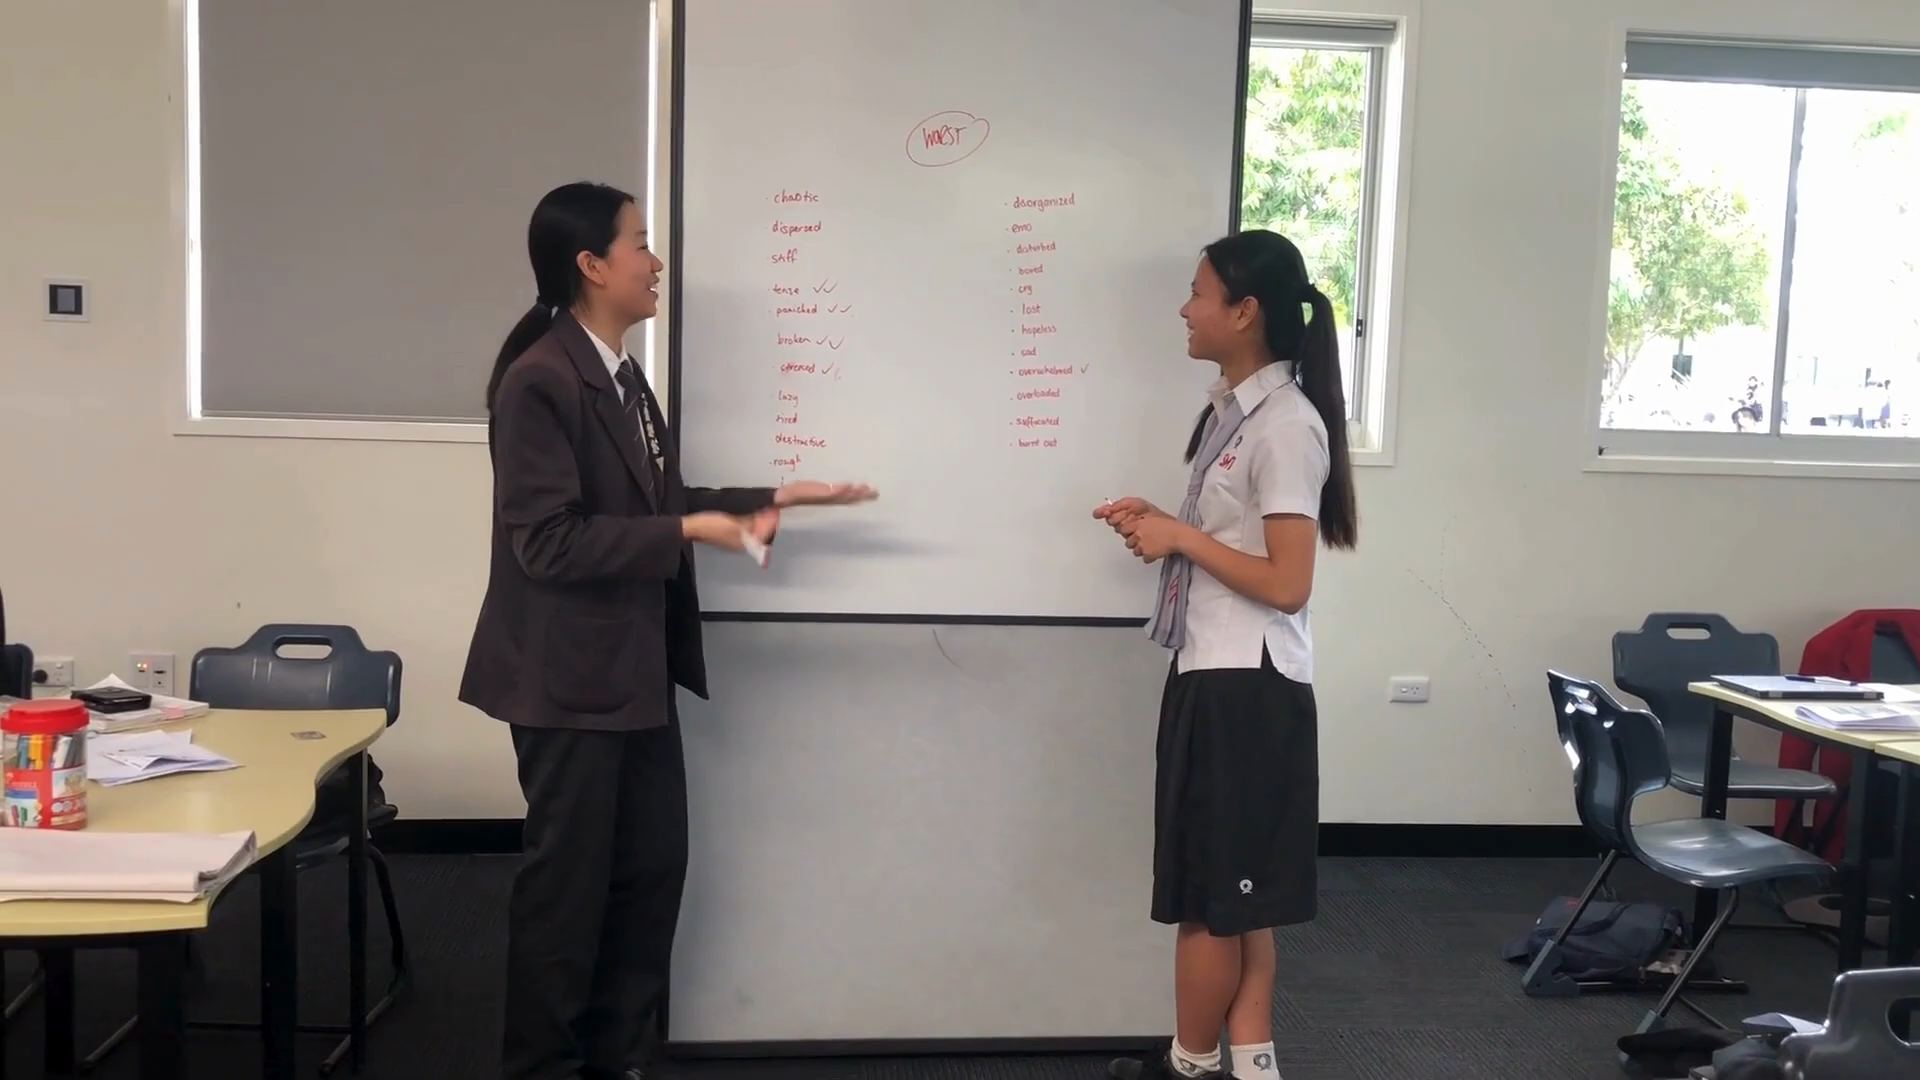 WORST
· chaotic
dispersed
stiff
· tense ✓✓
· panicked ✓✓
broken ✓✓
· stressed ✓
· lazy
tired
destructive
· rough
· disorganized
· emo
· disturbed
· bored
· cry
· lost
· hopeless
· sad
· overwhelmed ✓
· overloaded
· suffocated
· burnt out